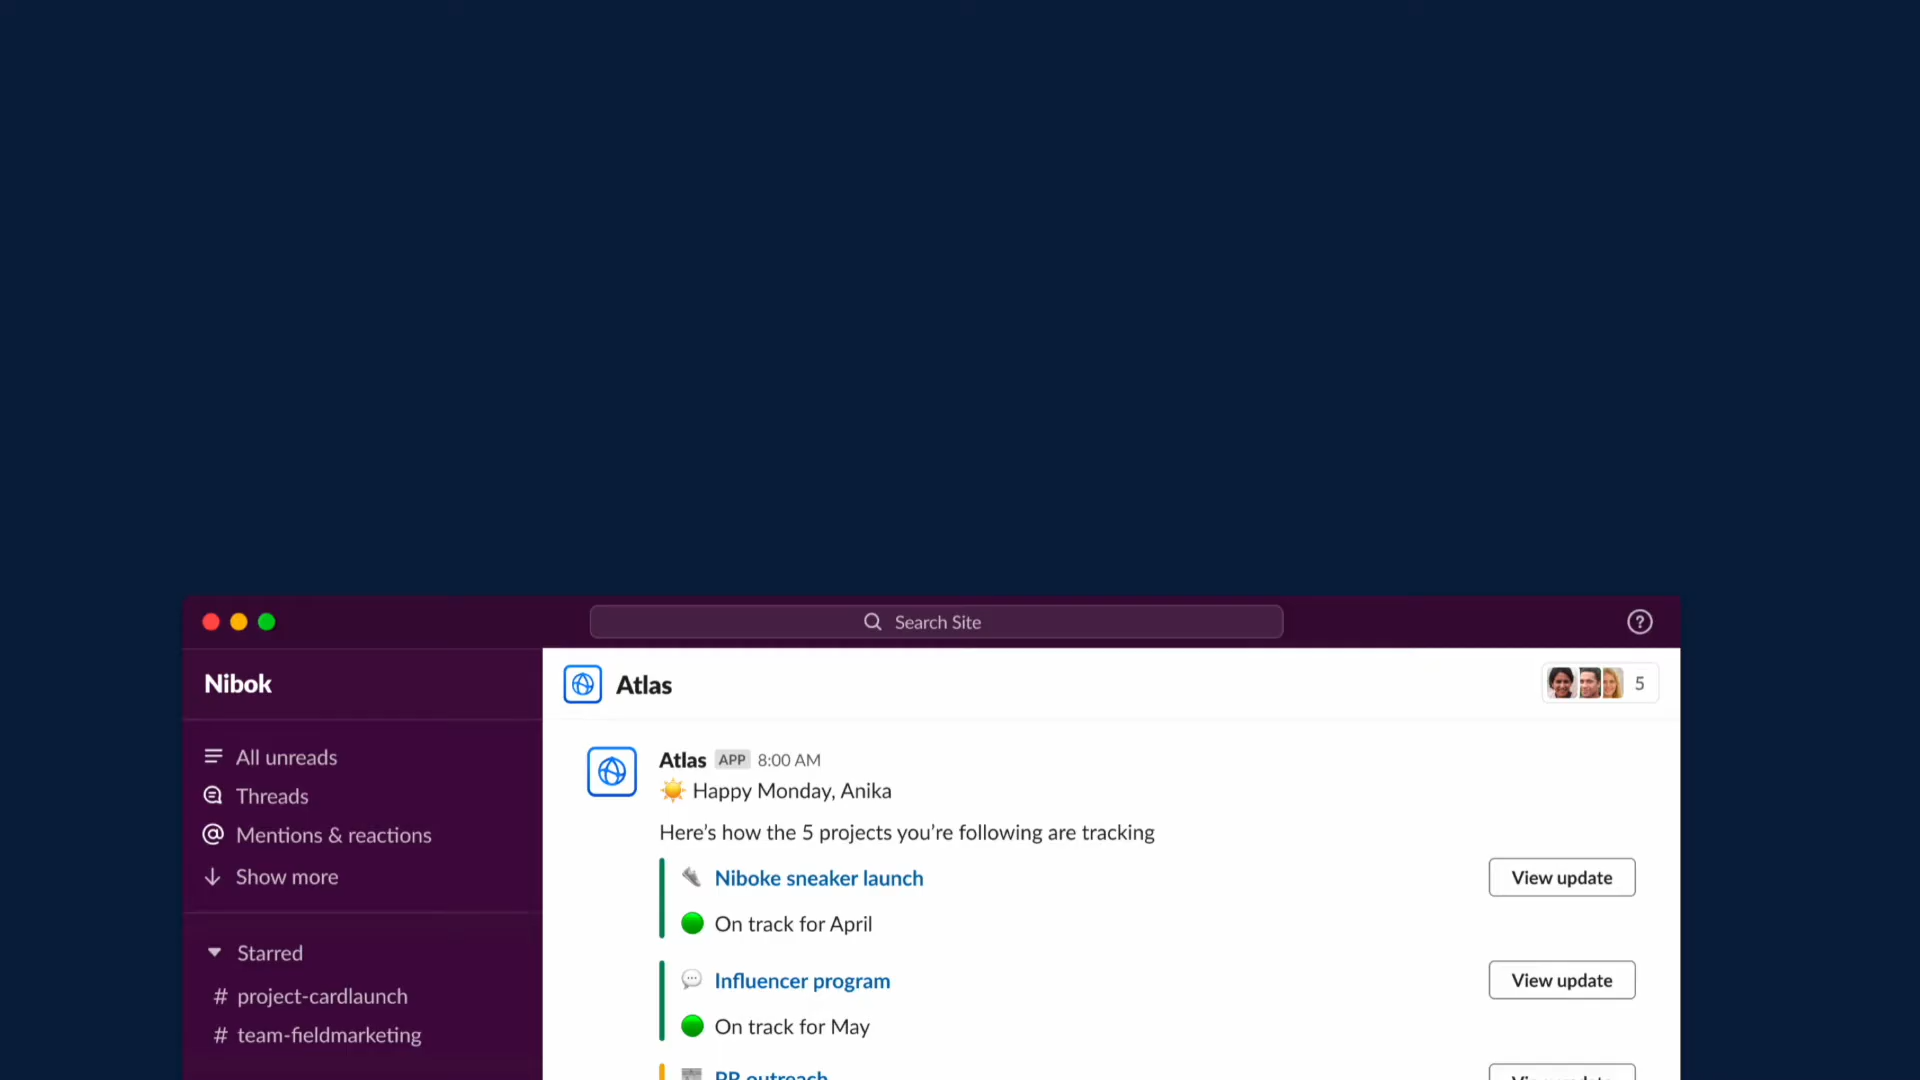 Search Site
Nibok
Atlas
5
All unreads
Threads
Mentions & reactions
Show more
Starred
# project-cardlaunch
# team-fieldmarketing
Atlas APP 8:00 AM
Happy Monday, Anika
Here’s how the 5 projects you’re following are tracking
Niboke sneaker launch
View update
On track for April
Influencer program
View update
On track for May
PR outreach
View update